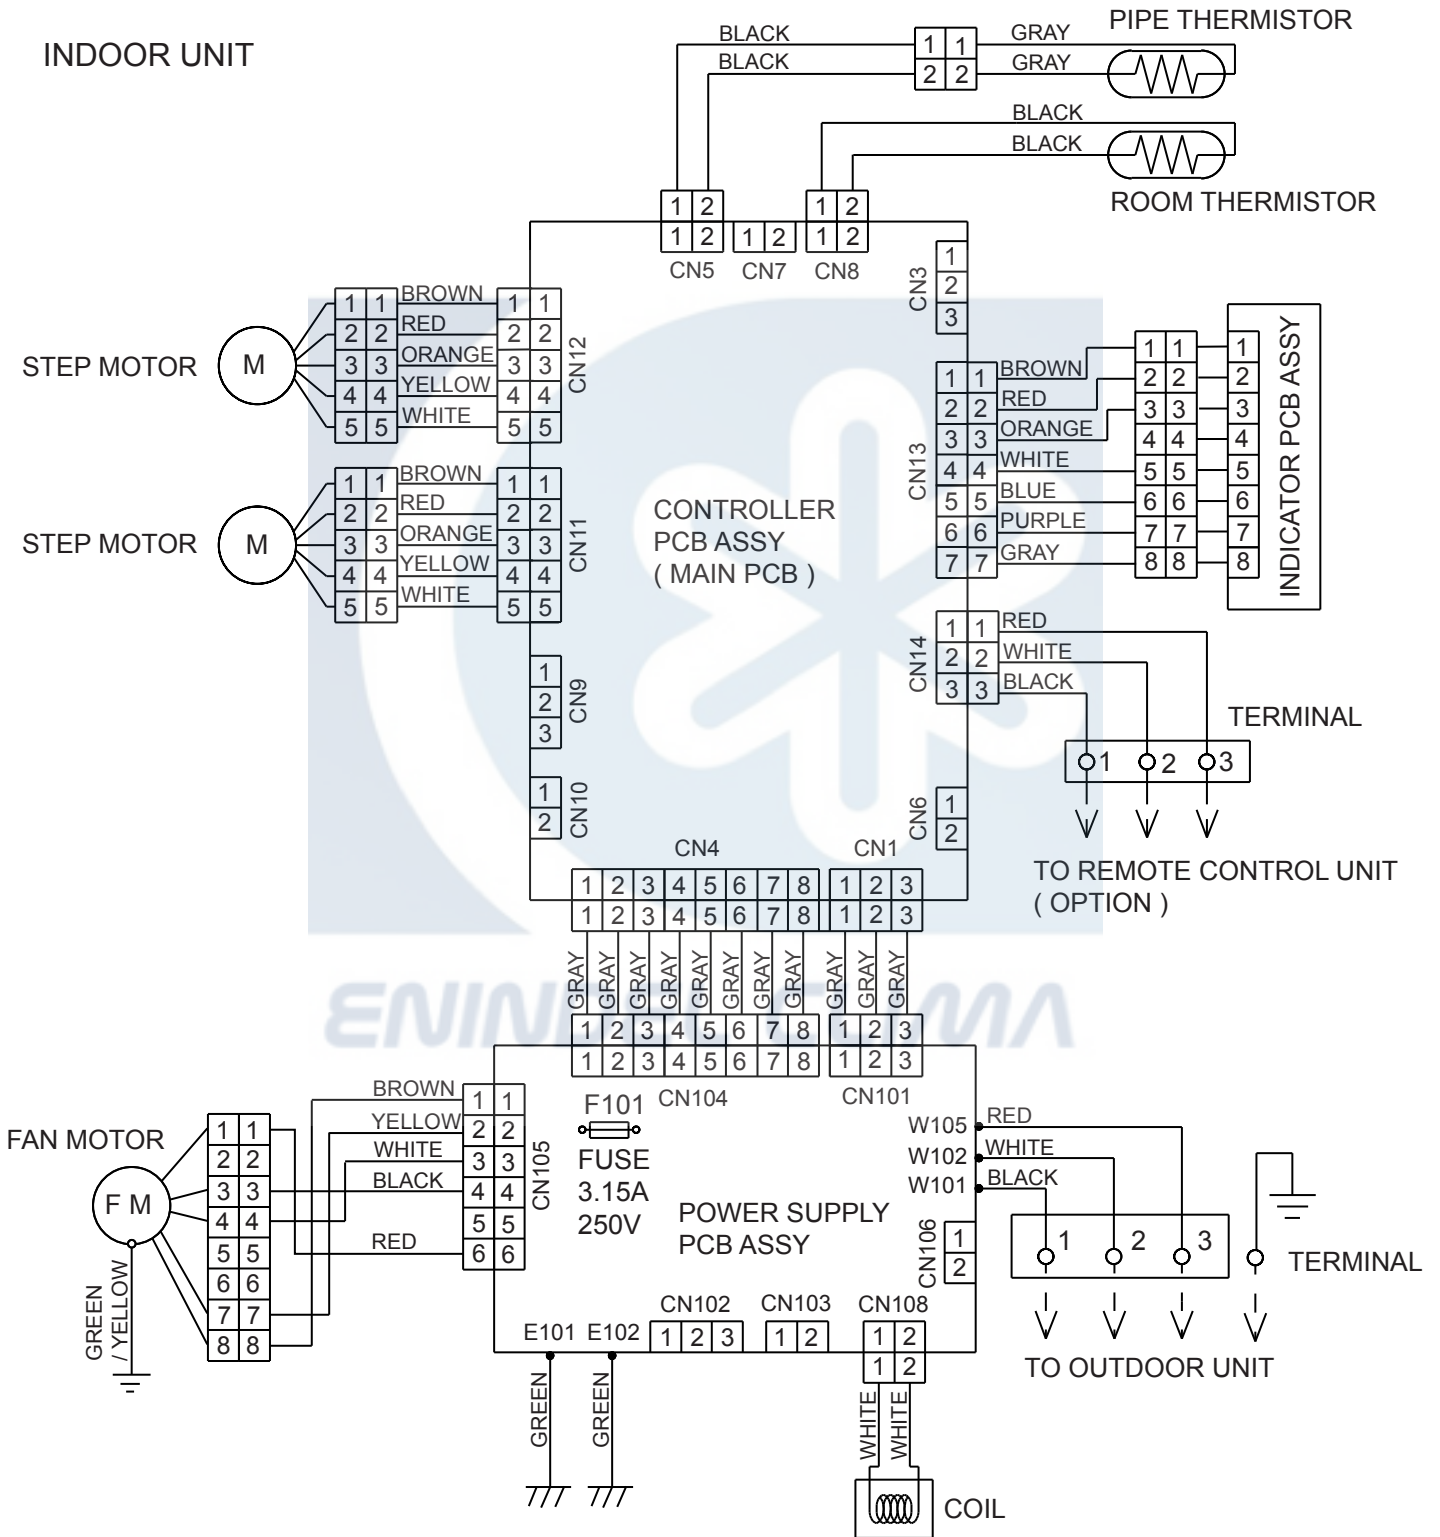 INDOOR UNIT
PIPE THERMISTOR
BLACK 1 1 GRAY
BLACK 2 2 GRAY
BLACK
BLACK
ROOM THERMISTOR
1 2 1 2
1 2 1 2 1 2
CN5 CN7 CN8
CN3
1
2
3
STEP MOTOR
M
1 1 BROWN 1 1
2 2 RED 2 2
3 3 ORANGE 3 3
4 4 YELLOW 4 4
5 5 WHITE 5 5
CN12
STEP MOTOR
M
1 1 BROWN 1 1
2 2 RED 2 2
3 3 ORANGE 3 3
4 4 YELLOW 4 4
5 5 WHITE 5 5
CN11
CONTROLLER
PCB ASSY
( MAIN PCB )
CN13
1 1 BROWN
2 2 RED
3 3 ORANGE
4 4 WHITE
5 5 BLUE
6 6 PURPLE
7 7 GRAY
1 1 1
2 2 2
3 3 3
4 4 4
5 5 5
6 6 6
7 7 7
8 8 8
INDICATOR PCB ASSY
CN14
1 1 RED
2 2 WHITE
3 3 BLACK
TERMINAL
1 2 3
TO REMOTE CONTROL UNIT
( OPTION )
1
2
3
CN9
1
2
CN10
CN6
1
2
CN4 CN1
1 2 3 4 5 6 7 8 1 2 3
1 2 3 4 5 6 7 8 1 2 3
GRAY GRAY GRAY GRAY GRAY GRAY GRAY GRAY GRAY GRAY GRAY
ENINDEL CLIMA
1 2 3 4 5 6 7 8 1 2 3
1 2 3 4 5 6 7 8 1 2 3
CN104 CN101
FAN MOTOR
F M
GREEN
/ YELLOW
1 1
2 2
3 3
4 4
5 5
6 6
7 7
8 8
BROWN 1 1
YELLOW 2 2
WHITE 3 3
BLACK 4 4
5 5
RED 6 6
CN105
F101
FUSE
3.15A
250V
POWER SUPPLY
PCB ASSY
W105 RED
W102 WHITE
W101 BLACK
CN106
1
2
1 2 3
TERMINAL
TO OUTDOOR UNIT
E101 E102
CN102
1 2 3
CN103
1 2
CN108
1 2
1 2
GREEN GREEN
WHITE WHITE
COIL